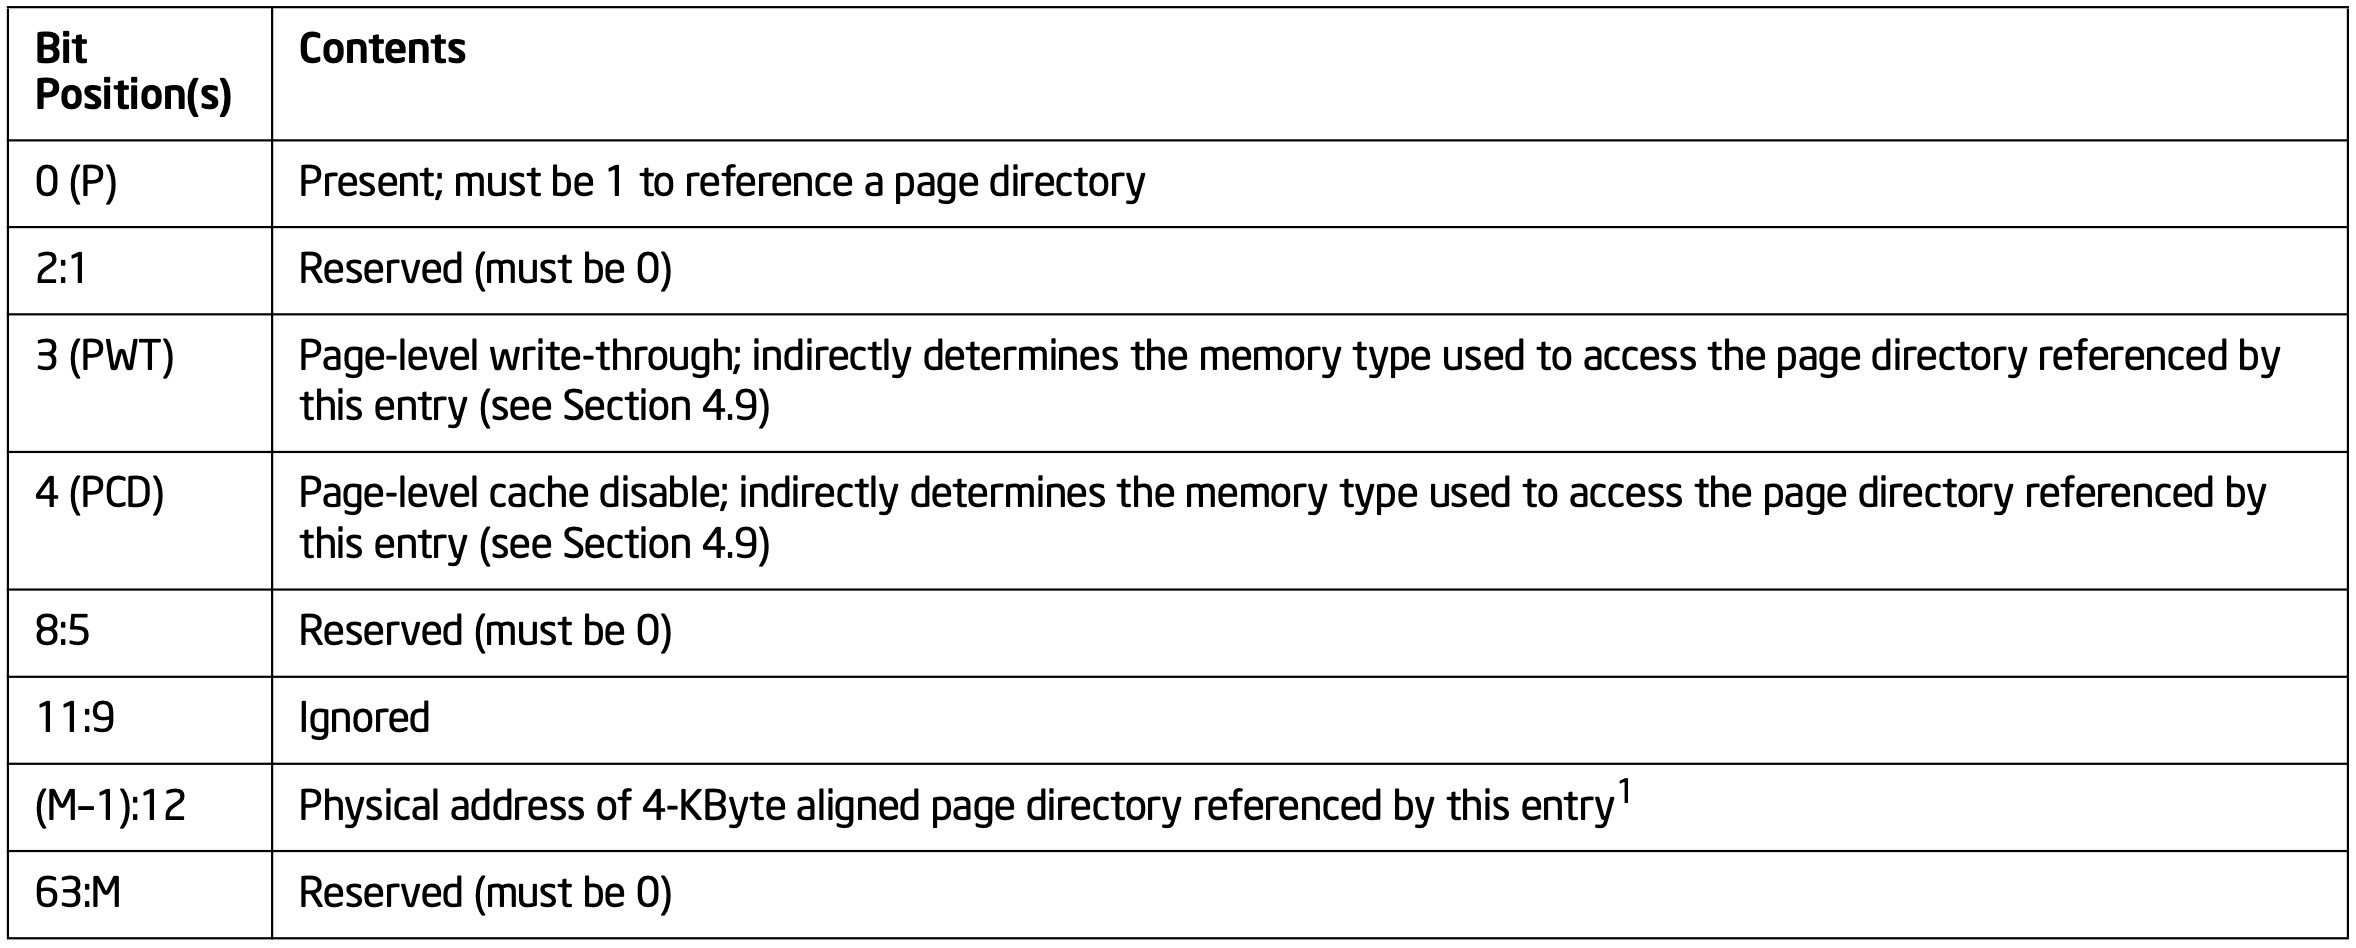 Bit
Position(s)
Contents
0 (P)
Present; must be 1 to reference a page directory
2:1
Reserved (must be 0)
3 (PWT)
Page-level write-through; indirectly determines the memory type used to access the page directory referenced by
this entry (see Section 4.9)
4 (PCD)
Page-level cache disable; indirectly determines the memory type used to access the page directory referenced by
this entry (see Section 4.9)
8:5
Reserved (must be 0)
11:9
Ignored
(M–1):12
Physical address of 4-KByte aligned page directory referenced by this entry¹
63:M
Reserved (must be 0)